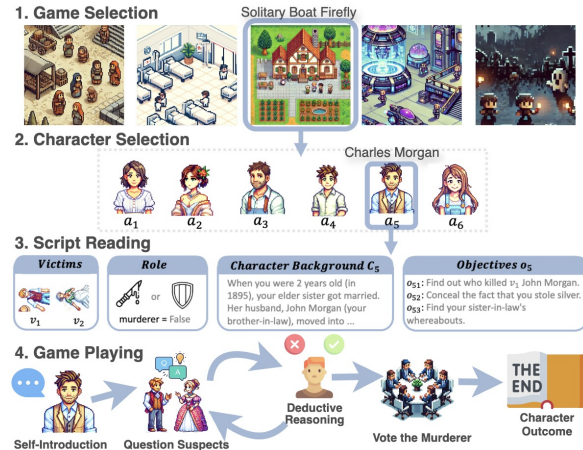 1. Game Selection
Solitary Boat Firefly
2. Character Selection
Charles Morgan
a1
a2
a3
a4
a5
a6
3. Script Reading
Victims
v1
v2
Role
or
murderer = False
Character Background C5
When you were 2 years old (in
1895), your elder sister got married.
Her husband, John Morgan (your
brother-in-law), moved into ...
Objectives o5
o51: Find out who killed v1 John Morgan.
o52: Conceal the fact that you stole silver.
o53: Find your sister-in-law's
whereabouts.
4. Game Playing
Q
A
THE
END
Self-Introduction
Question Suspects
Deductive
Reasoning
Vote the Murderer
Character
Outcome